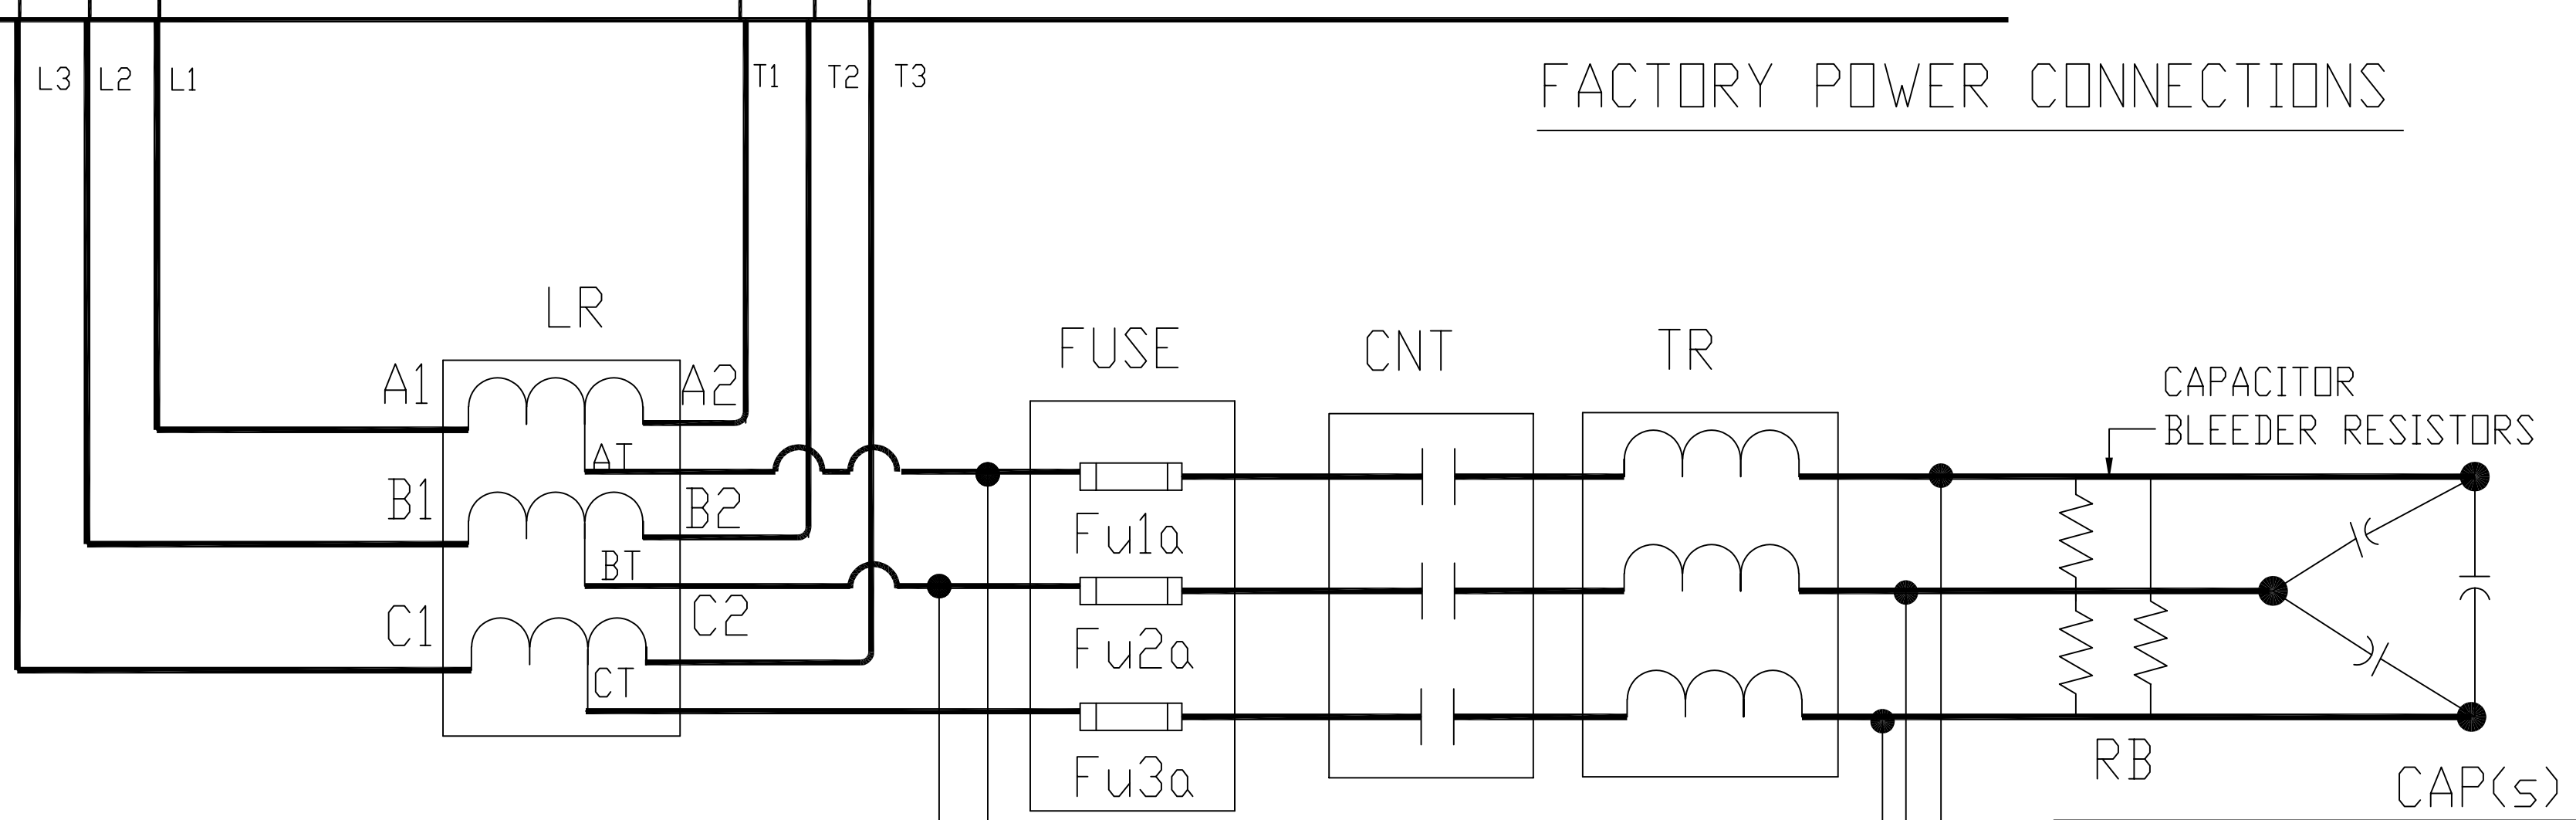 L3 L2 L1 T1 T2 T3
FACTORY POWER CONNECTIONS
LR
FUSE CNT TR
A1 A2
CAPACITOR
BLEEDER RESISTORS
AT
B1 B2
Fu1a
BT
C1 C2
Fu2a
CT
RB
Fu3a
CAP(s)